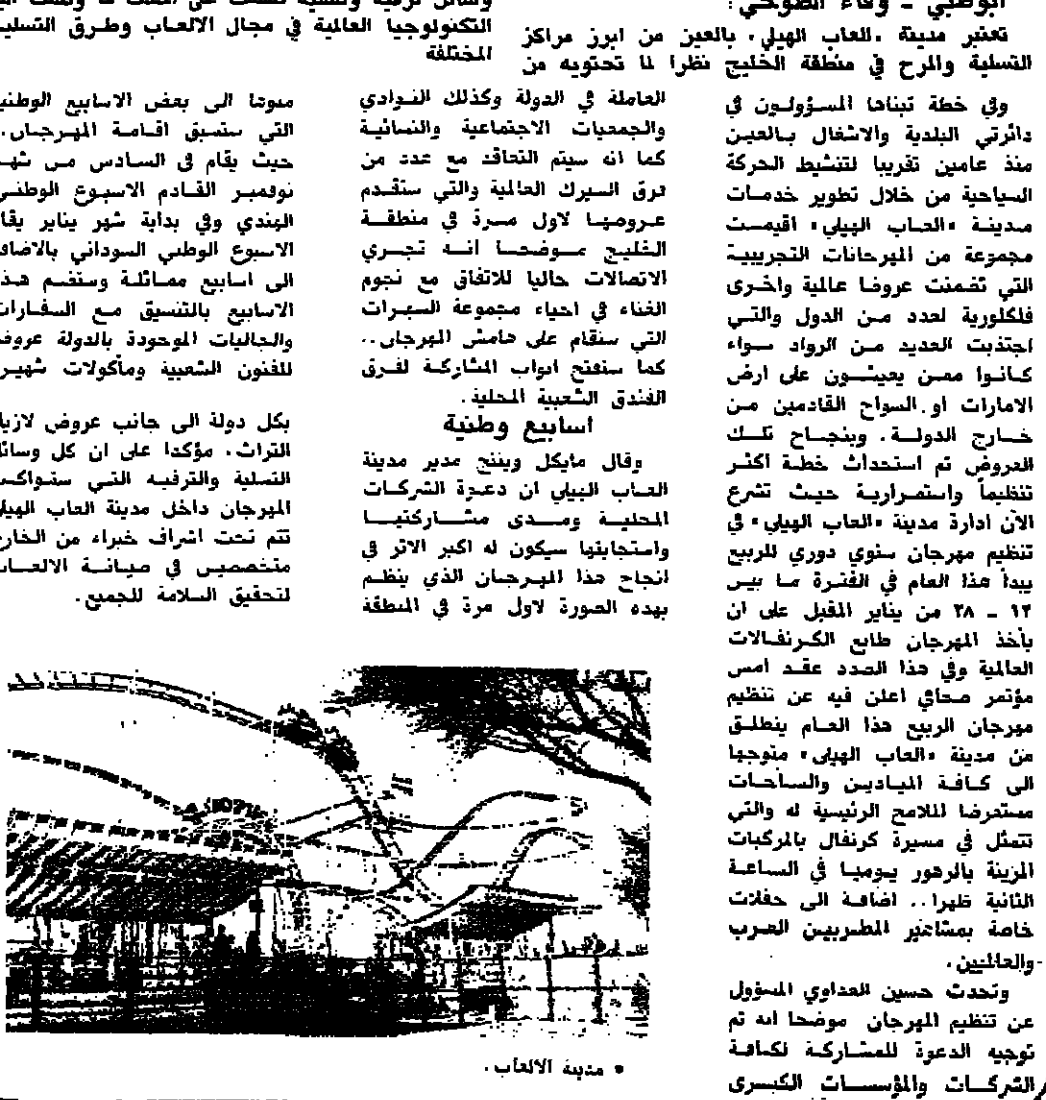 ابوظبي ـ وفاء
تعتبر مدينة «العاب الهيلي» بالعين من ابرز مراكز
التسلية والمرح في منطقة الخليج نظرا لما تحتويه من
التكنولوجيا العالمية في مجال الالعاب وطرق التسلية
المختلفة
وفي خطة تبناها المسؤولون في
دائرتي البلدية والاشغال بالعين
منذ عامين تقريبا لتنشيط الحركة
السياحية من خلال تطوير خدمات
مدينة «العاب الهيلي» اقيمت
مجموعة من المهرحانات التجريبية
التي تضمنت عروضا عالمية واخرى
فلكلورية لعدد من الدول والتي
اجتذبت العديد من الرواد سواء
كانوا ممن يعيشون على ارض
الامارات او السواح القادمين من
خارج الدولة. وبنجاح تلك
العروض تم استحداث خطة اكثر
تنظيماً واستمرارية حيث تشرع
الآن ادارة مدينة «العاب الهيلي» في
تنظيم مهرجان سنوي دوري للربيع
يبدأ هذا العام في الفترة ما بين
١٢ ـ ٢٨ من يناير المقبل على ان
يأخذ المهرجان طابع الكرنفالات
العالمية وفي هذا الصدد عقد امس
مؤتمر صحافي اعلن فيه عن تنظيم
مهرجان الربيع هذا العام ينطلق
من مدينة «العاب الهيلي» متوجها
الى كافة الميادين والساحات
مستعرضا للملامح الرئيسية له والتي
تتمثل في مسيرة كرنفال بالمركبات
المزينة بالزهور يوميا في الساعة
الثانية ظهرا.. اضافة الى حفلات
خاصة بمشاهير المطربين العرب
والعالميين.
وتحدث حسين العداوي المسؤول
عن تنظيم المهرجان موضحا انه تم
توجيه الدعوة للمشاركة لكافة
الشركات والمؤسسات الكبرى
العاملة في الدولة وكذلك النوادي
والجمعيات الاجتماعية والنسائية
كما انه سيتم التعاقد مع عدد من
فرق السيرك العالمية والتي ستقدم
عروضها لاول مرة في منطقة
الخليج موضحا انه تجري
الاتصالات حاليا للاتفاق مع نجوم
الغناء في احياء مجموعة السهرات
التي ستقام على هامش المهرجان..
كما ستفتح ابواب المشاركة لفرق
الفندق الشعبية المحلية.
اسابيع وطنية
وقال مايكل وينتج مدير مدينة
العاب الهيلي ان دعوة الشركات
المحلية ومدى مشاركتها
واستجابتها سيكون له اكبر الاثر في
انجاح هذا المهرجان الذي ينظم
بهذه الصورة لاول مرة في المنطقة
منوها الى بعض الاسابيع الوطنية
التي ستسبق اقامة المهرجان.
حيث يقام في السادس من شهر
نوفمبر القادم الاسبوع الوطني
الهندي وفي بداية شهر يناير يقام
الاسبوع الوطني السوداني بالاضافة
الى اسابيع مماثلة وستضم هذه
الاسابيع بالتنسيق مع السفارات
والجاليات الموجودة بالدولة عروضا
للفنون الشعبية ومأكولات شهيرة
بكل دولة الى جانب عروض لازياء
التراث. مؤكدا على ان كل وسائل
التسلية والترفيه التي ستواكب
المهرجان داخل مدينة العاب الهيلي
تتم تحت اشراف خبراء من الخارج
متخصصين في صيانة الالعاب
لتحقيق السلامة للجميع.
• مدينة الالعاب.